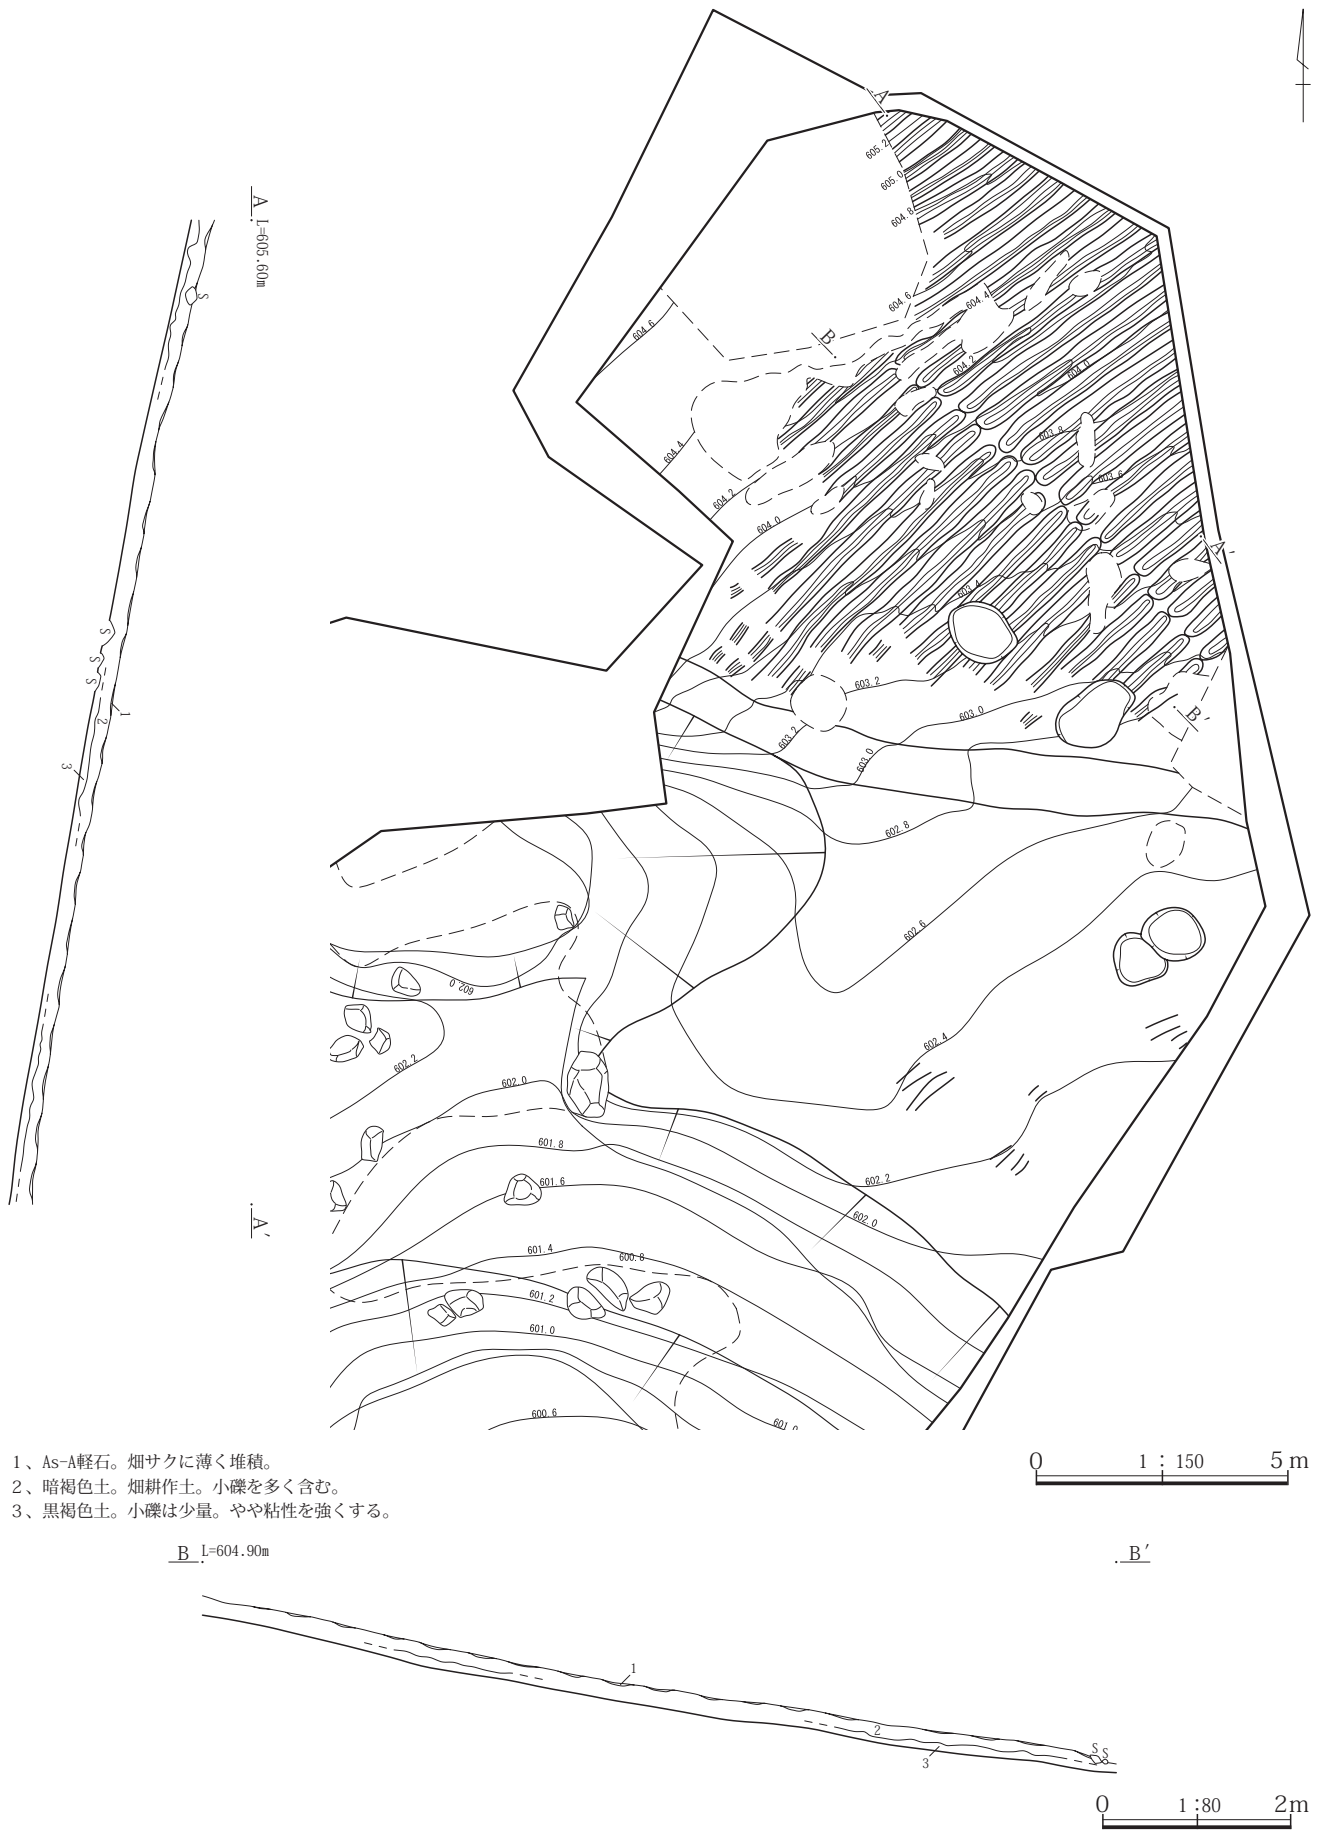 A
605.2
605.0
604.8
A L=605.60m
S
604.6
604.4
604.6
B
604.2
604.0
603.8
604.4
603.6
604.2
604.0
A′
603.4
S
S
S
603.2
603.0
B′
1
2
603.2
603.0
3
602.8
602.6
602.0
602.4
602.2
602.0
601.8
602.2
601.6
A′
602.0
601.4
600.8
601.2
601.0
600.6
601.0
1、As-A軽石。畑サクに薄く堆積。
2、暗褐色土。畑耕作土。小礫を多く含む。
3、黒褐色土。小礫は少量。やや粘性を強くする。
0 1：150 5m
B L=604.90m
B′
1
2
3
S S
0 1：80 2m